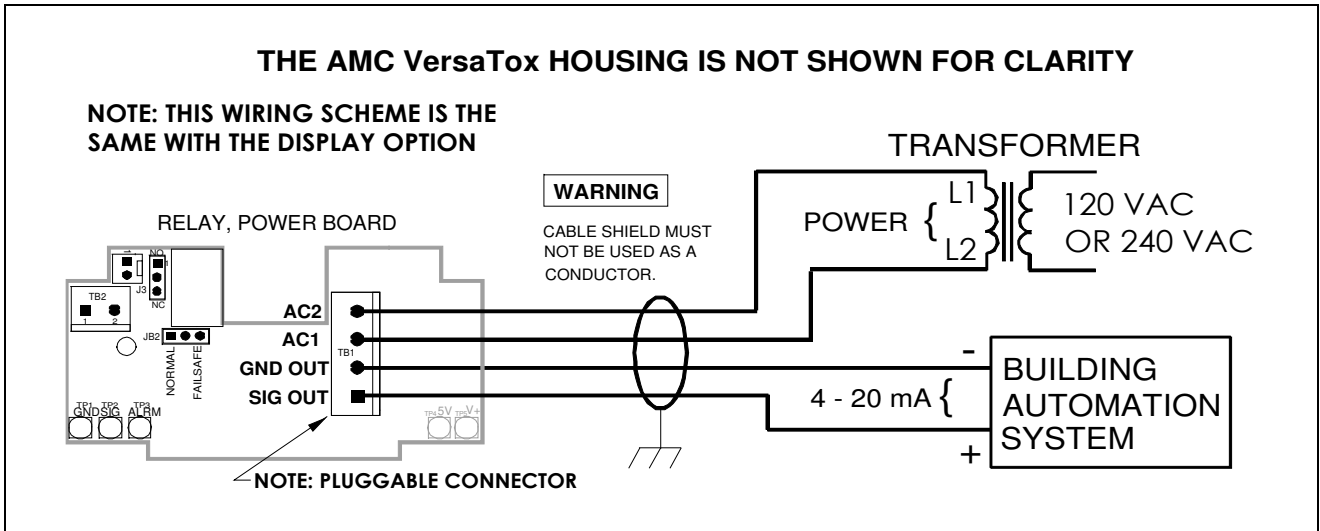 THE AMC VersaTox HOUSING IS NOT SHOWN FOR CLARITY
NOTE: THIS WIRING SCHEME IS THE
SAME WITH THE DISPLAY OPTION
TRANSFORMER
WARNING
CABLE SHIELD MUST
NOT BE USED AS A
CONDUCTOR.
POWER {
L1
L2
120 VAC
OR 240 VAC
RELAY, POWER BOARD
1
NO
J3
NC
TB2
1 2
JB2
NORMAL
FAILSAFE
AC2
AC1
GND OUT
SIG OUT
TB1
TP1 TP2 TP3
GND SIG ALRM
TP4 5V TP5 V+
NOTE: PLUGGABLE CONNECTOR
-
4 - 20 mA {
+
BUILDING
AUTOMATION
SYSTEM